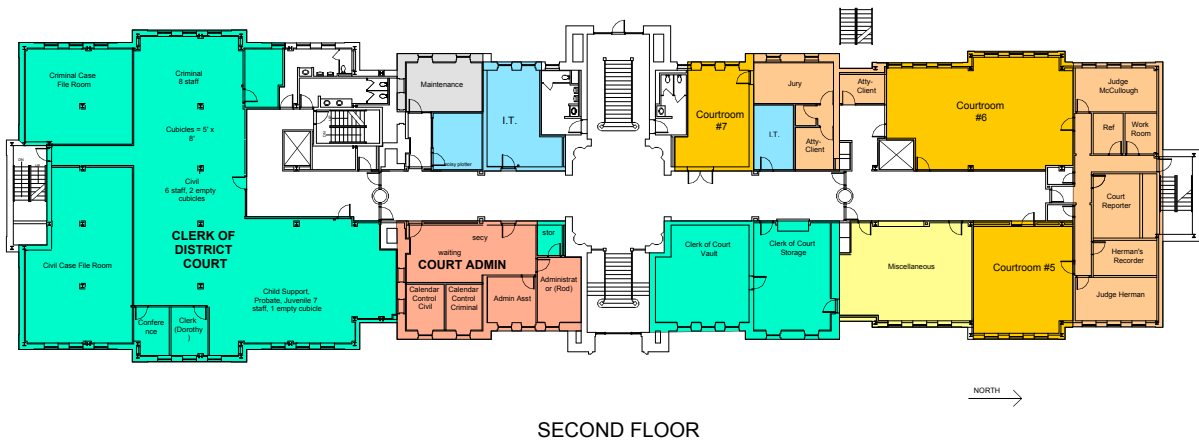 Criminal Case
File Room
Criminal
8 staff
Cubicles = 5' x
8'
Civil
6 staff, 2 empty
cubicles
CLERK OF
DISTRICT
COURT
Civil Case File Room
Child Support,
Probate, Juvenile 7
staff, 1 empty cubicle
Confere
nce
Clerk
(Dorothy
)
DN
Maintenance
I.T.
plotter
secy
waiting
COURT ADMIN
stor
Calendar
Control
Civil
Calendar
Control
Criminal
Admin Asst
Administrat
or (Rod)
Courtroom
#7
Jury
I.T.
Atty-
Client
Atty-
Client
Courtroom
#6
Judge
McCullough
Ref
Work
Room
Court
Reporter
Herman's
Recorder
Judge Herman
Clerk of Court
Vault
Clerk of Court
Storage
Miscellaneous
Courtroom #5
NORTH
SECOND FLOOR